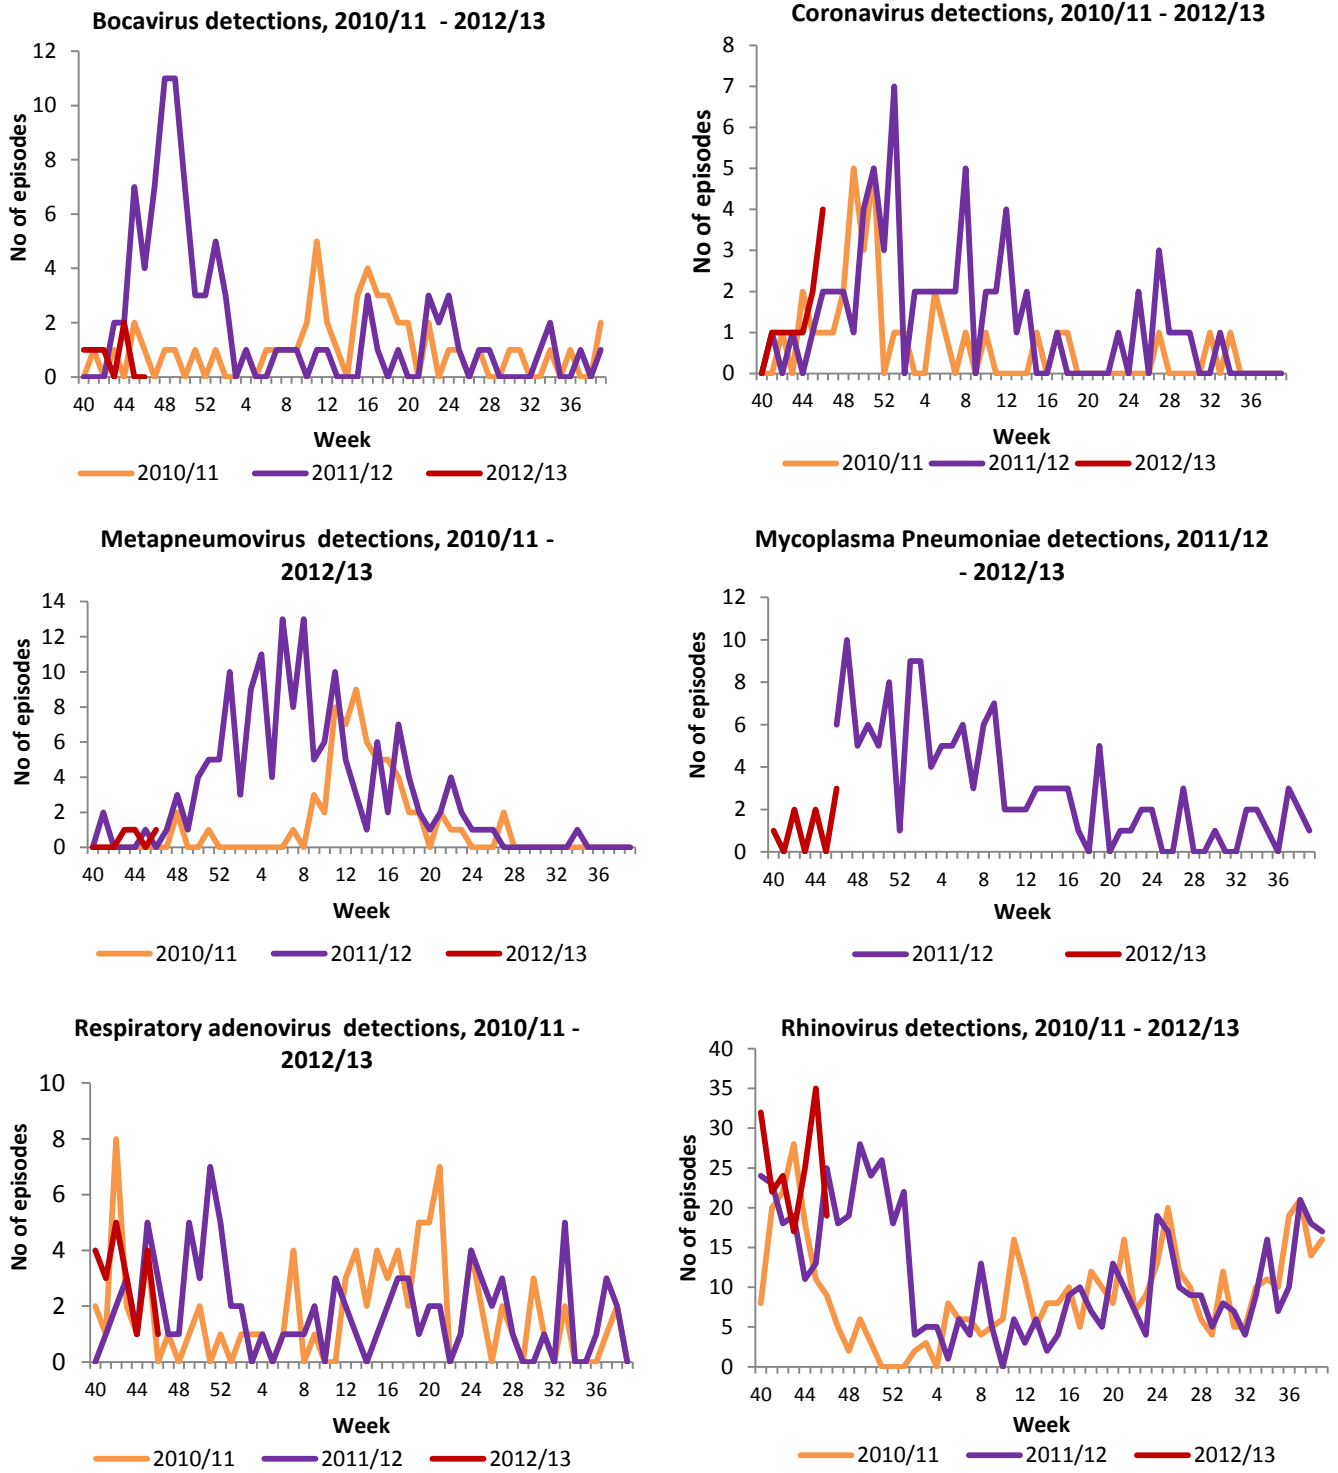 Bocavirus detections, 2010/11 - 2012/13
No of episodes
12
10
8
6
4
2
0
40 44 48 52 4 8 12 16 20 24 28 32 36
Week
2010/11 2011/12 2012/13
Coronavirus detections, 2010/11 - 2012/13
No of episodes
8
7
6
5
4
3
2
1
0
40 44 48 52 4 8 12 16 20 24 28 32 36
Week
2010/11 2011/12 2012/13
Metapneumovirus detections, 2010/11 -
2012/13
No of episodes
14
12
10
8
6
4
2
0
40 44 48 52 4 8 12 16 20 24 28 32 36
Week
2010/11 2011/12 2012/13
Mycoplasma Pneumoniae detections, 2011/12
- 2012/13
No of episodes
12
10
8
6
4
2
0
40 44 48 52 4 8 12 16 20 24 28 32 36
Week
2011/12 2012/13
Respiratory adenovirus detections, 2010/11 -
2012/13
No of episodes
10
8
6
4
2
0
40 44 48 52 4 8 12 16 20 24 28 32 36
Week
2010/11 2011/12 2012/13
Rhinovirus detections, 2010/11 - 2012/13
No of episodes
40
35
30
25
20
15
10
5
0
40 44 48 52 4 8 12 16 20 24 28 32 36
Week
2010/11 2011/12 2012/13